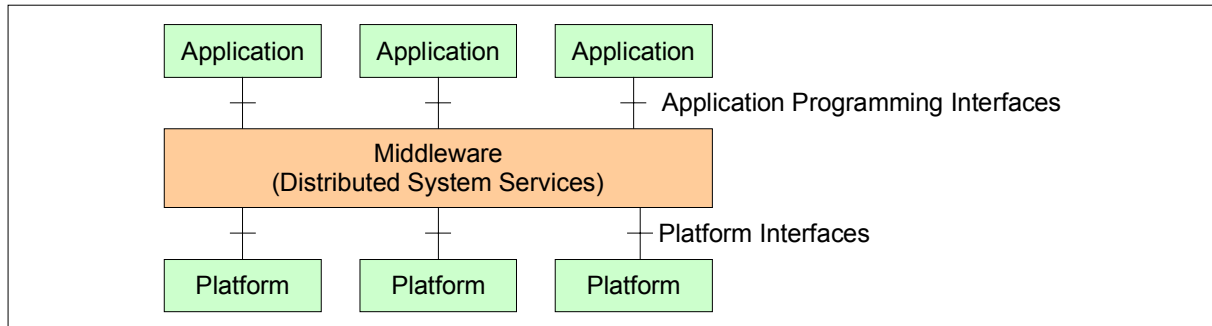 Application Application Application
Application Programming Interfaces
Middleware
(Distributed System Services)
Platform Interfaces
Platform Platform Platform